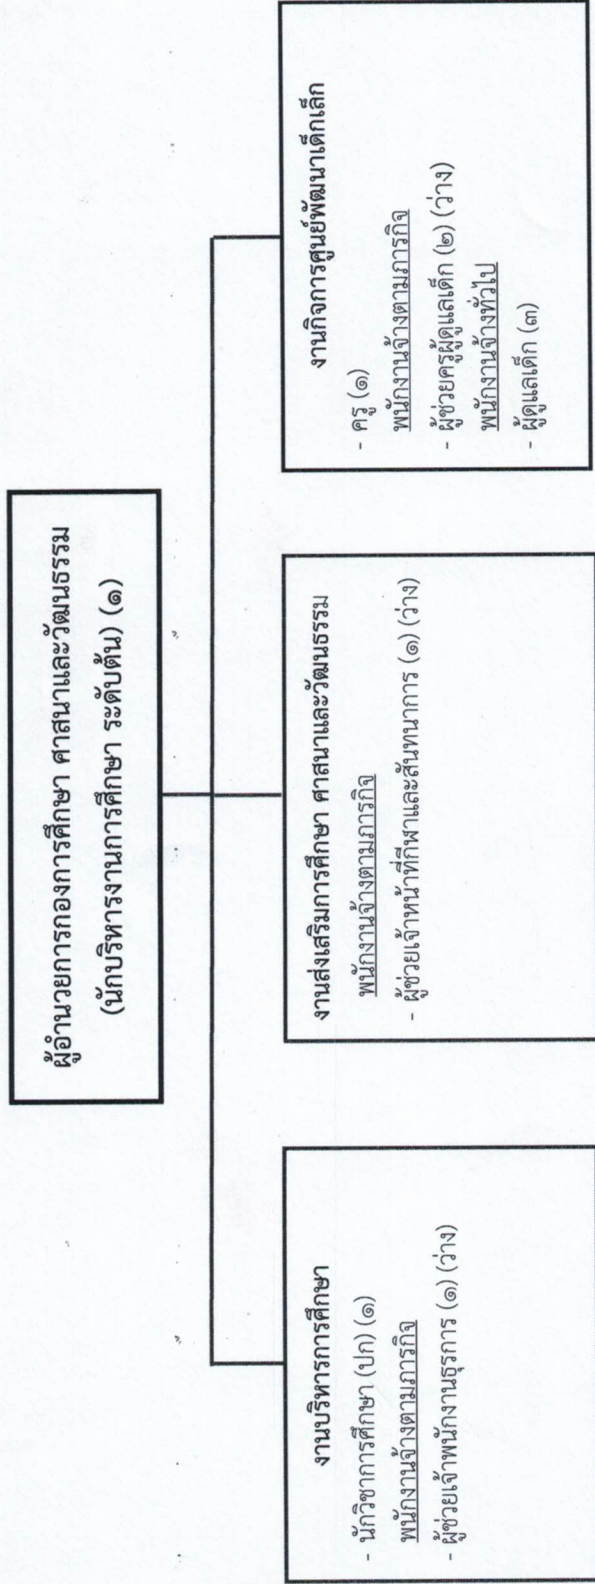 ผู้อำนวยการกองการศึกษา ศาสนาและวัฒนธรรม
(นักบริหารงานการศึกษา ระดับต้น) (๑)
งานบริหารการศึกษา
- นักวิชาการศึกษา (ปก) (๑)
พนักงานจ้างตามภารกิจ
- ผู้ช่วยเจ้าพนักงานธุรการ (๑) (ว่าง)
งานส่งเสริมการศึกษา ศาสนาและวัฒนธรรม
พนักงานจ้างตามภารกิจ
- ผู้ช่วยเจ้าหน้าที่กีฬาและสันทนาการ (๑) (ว่าง)
งานกิจการศูนย์พัฒนาเด็กเล็ก
- ครู (๑)
พนักงานจ้างตามภารกิจ
- ผู้ช่วยครูผู้ดูแลเด็ก (๒) (ว่าง)
พนักงานจ้างทั่วไป
- ผู้ดูแลเด็ก (๓)